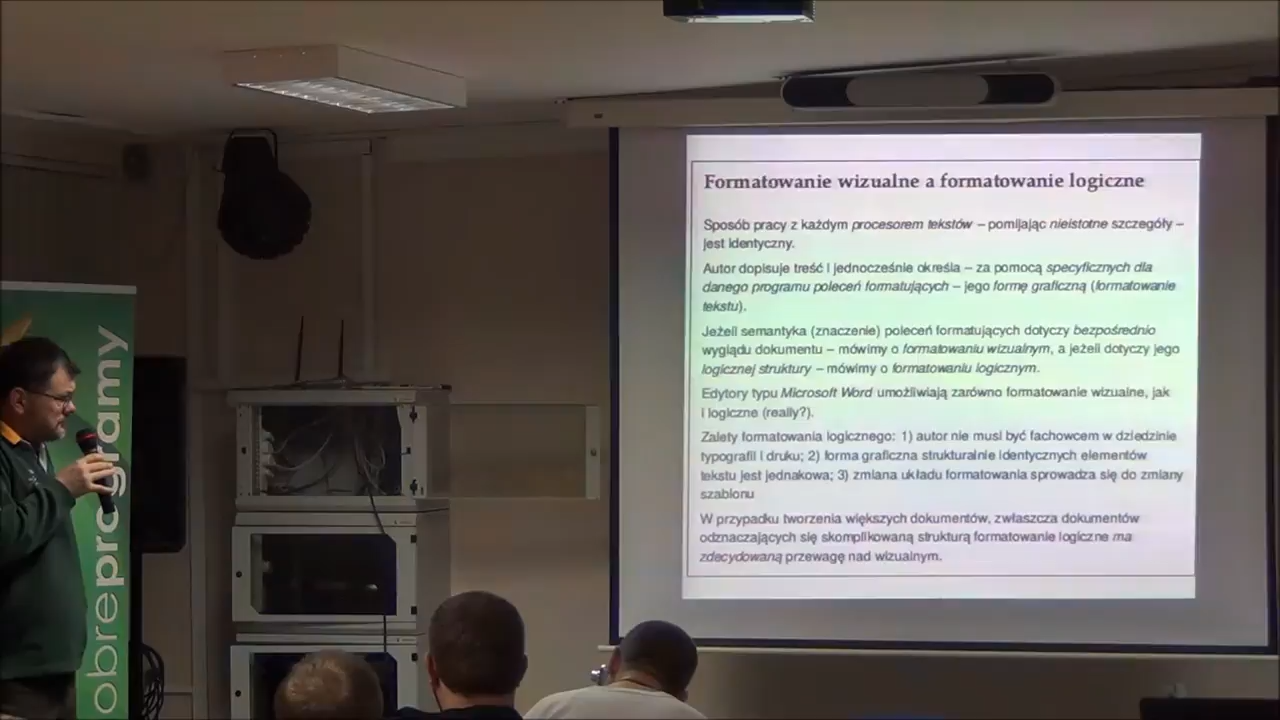 Formatowanie wizualne a formatowanie logiczne
Sposób pracy z każdym procesorem tekstów – pomijając nieistotne szczegóły –
jest identyczny.
Autor dopisuje treść i jednocześnie określa – za pomocą specyficznych dla
danego programu poleceń formatujących – jego formę graficzną (formatowanie
tekstu).
Jeżeli semantyka (znaczenie) poleceń formatujących dotyczy bezpośrednio
wyglądu dokumentu – mówimy o formatowaniu wizualnym, a jeżeli dotyczy jego
logicznej struktury – mówimy o formatowaniu logicznym.
Edytory typu Microsoft Word umożliwiają zarówno formatowanie wizualne, jak
i logiczne (really?).
Zalety formatowania logicznego: 1) autor nie musi być fachowcem w dziedzinie
typografii i druku; 2) forma graficzna strukturalnie identycznych elementów
tekstu jest jednakowa; 3) zmiana układu formatowania sprowadza się do zmiany
szablonu
W przypadku tworzenia większych dokumentów, zwłaszcza dokumentów
odznaczających się skomplikowaną strukturą formatowanie logiczne ma
zdecydowaną przewagę nad wizualnym.
obreprogramy